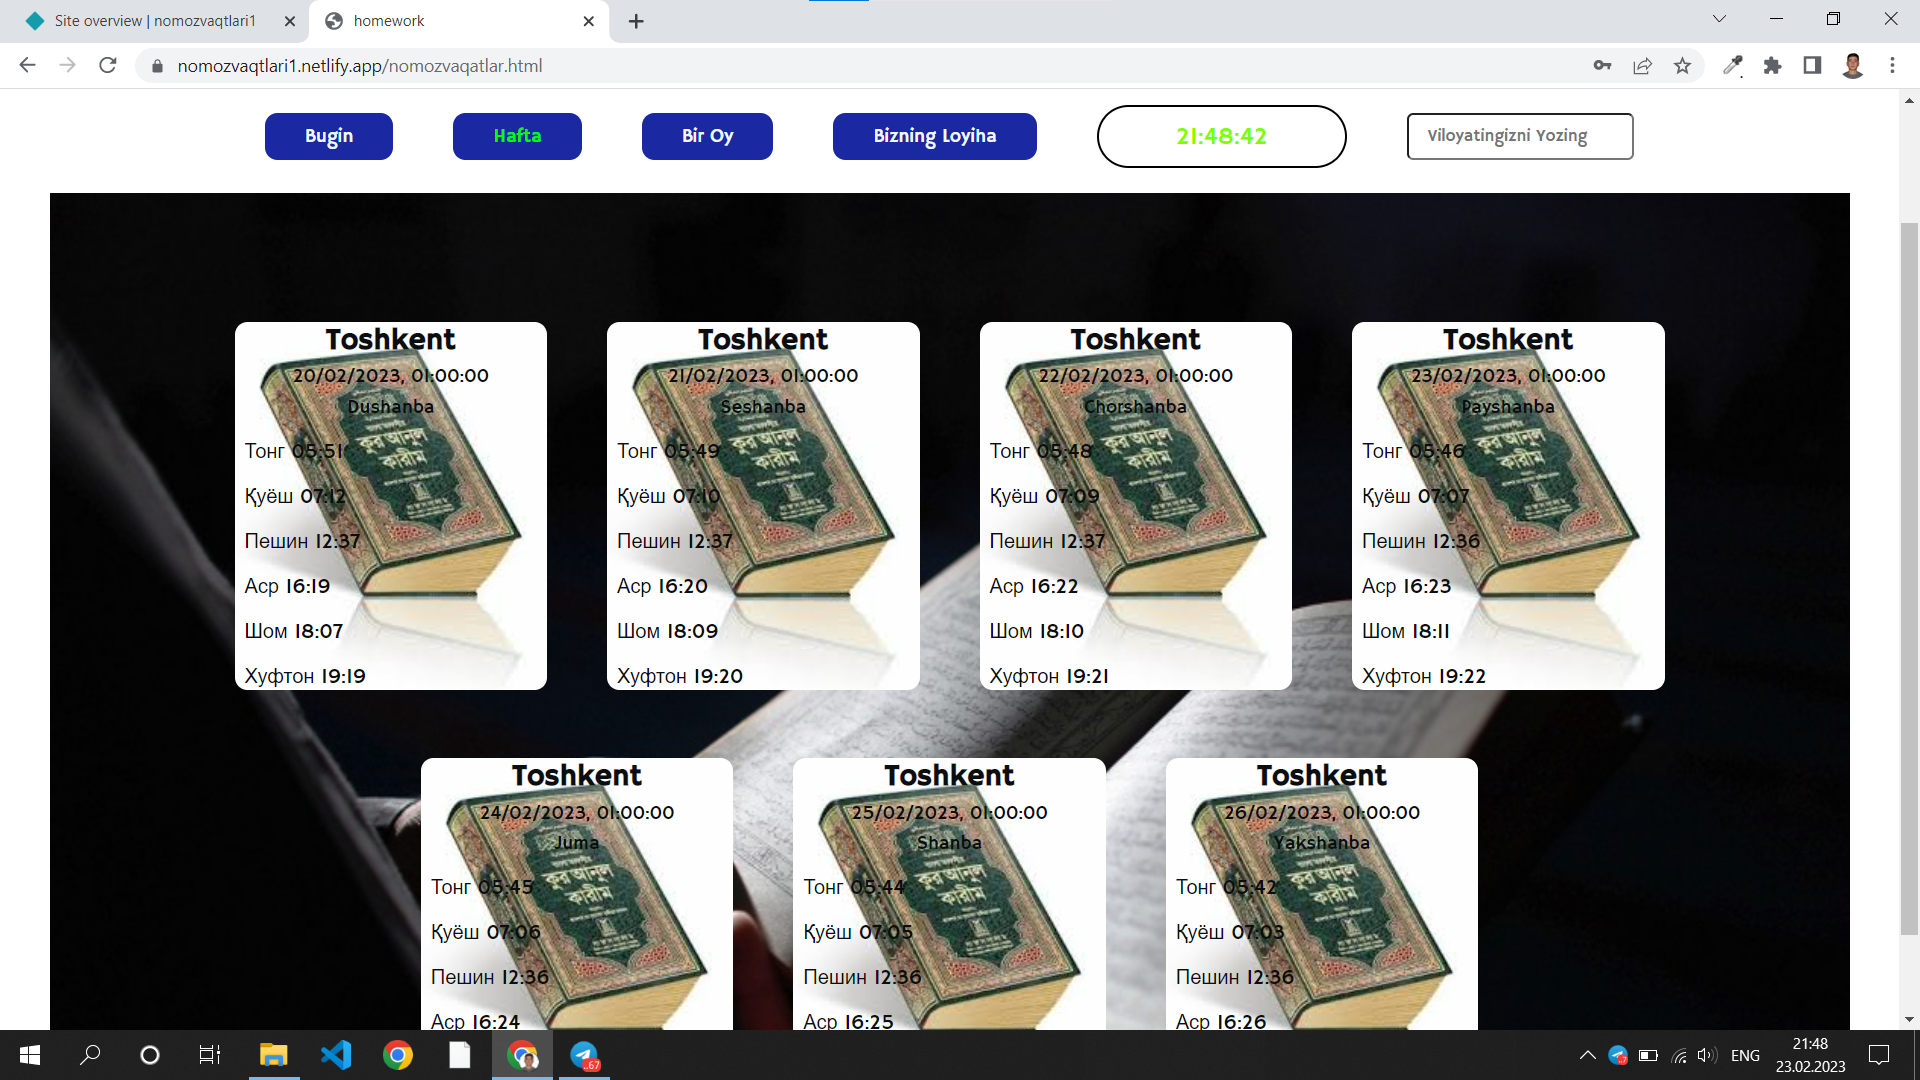 Site overview | nomozvaqtlari1
homework
nomozvaqtlari1.netlify.app/nomozvaqatlar.html
Bugin
Hafta
Bir Oy
Bizning Loyiha
21:48:42
Viloyatingizni Yozing
Toshkent
20/02/2023, 01:00:00
Dushanba
Тонг 05:51
Қуёш 07:12
Пешин 12:37
Аср 16:19
Шом 18:07
Хуфтон 19:19
Toshkent
21/02/2023, 01:00:00
Seshanba
Тонг 05:49
Қуёш 07:10
Пешин 12:37
Аср 16:20
Шом 18:09
Хуфтон 19:20
Toshkent
22/02/2023, 01:00:00
Chorshanba
Тонг 05:48
Қуёш 07:09
Пешин 12:37
Аср 16:22
Шом 18:10
Хуфтон 19:21
Toshkent
23/02/2023, 01:00:00
Payshanba
Тонг 05:46
Қуёш 07:07
Пешин 12:36
Аср 16:23
Шом 18:11
Хуфтон 19:22
Toshkent
24/02/2023, 01:00:00
Juma
Тонг 05:45
Қуёш 07:06
Пешин 12:36
Аср 16:24
Toshkent
25/02/2023, 01:00:00
Shanba
Тонг 05:44
Қуёш 07:05
Пешин 12:36
Аср 16:25
Toshkent
26/02/2023, 01:00:00
Yakshanba
Тонг 05:42
Қуёш 07:03
Пешин 12:36
Аср 16:26
কুর আনুল
কারীম
ENG
21:48
23.02.2023